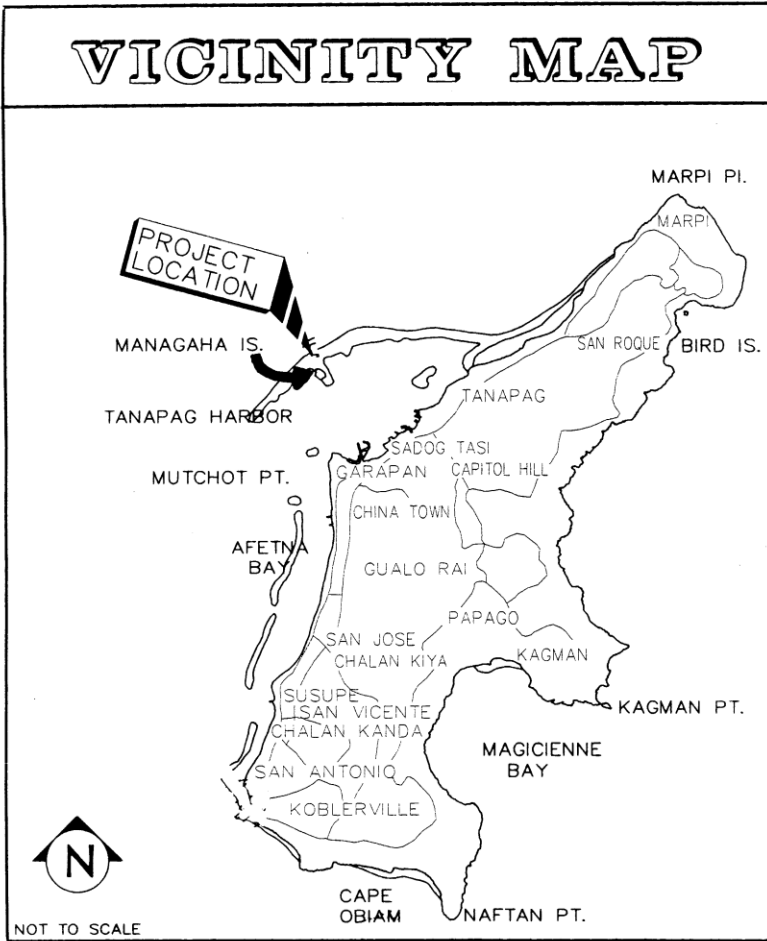 VICINITY MAP
MARPI PI.
MARPI
PROJECT
LOCATION
MANAGAHA IS.
SAN ROQUE
BIRD IS.
TANAPAG
TANAPAG HARBOR
SADOG TASI
MUTCHOT PT.
GARAPAN
CAPITOL HILL
CHINA TOWN
AFETNA
BAY
GUALO RAI
PAPAGO
SAN JOSE
CHALAN KIYA
KAGMAN
SUSUPE
ISAN VICENTE
KAGMAN PT.
CHALAN KANDA
MAGICIENNE
BAY
SAN ANTONIO
KOBLERVILLE
N
CAPE
OBIAM
NAFTAN PT.
NOT TO SCALE